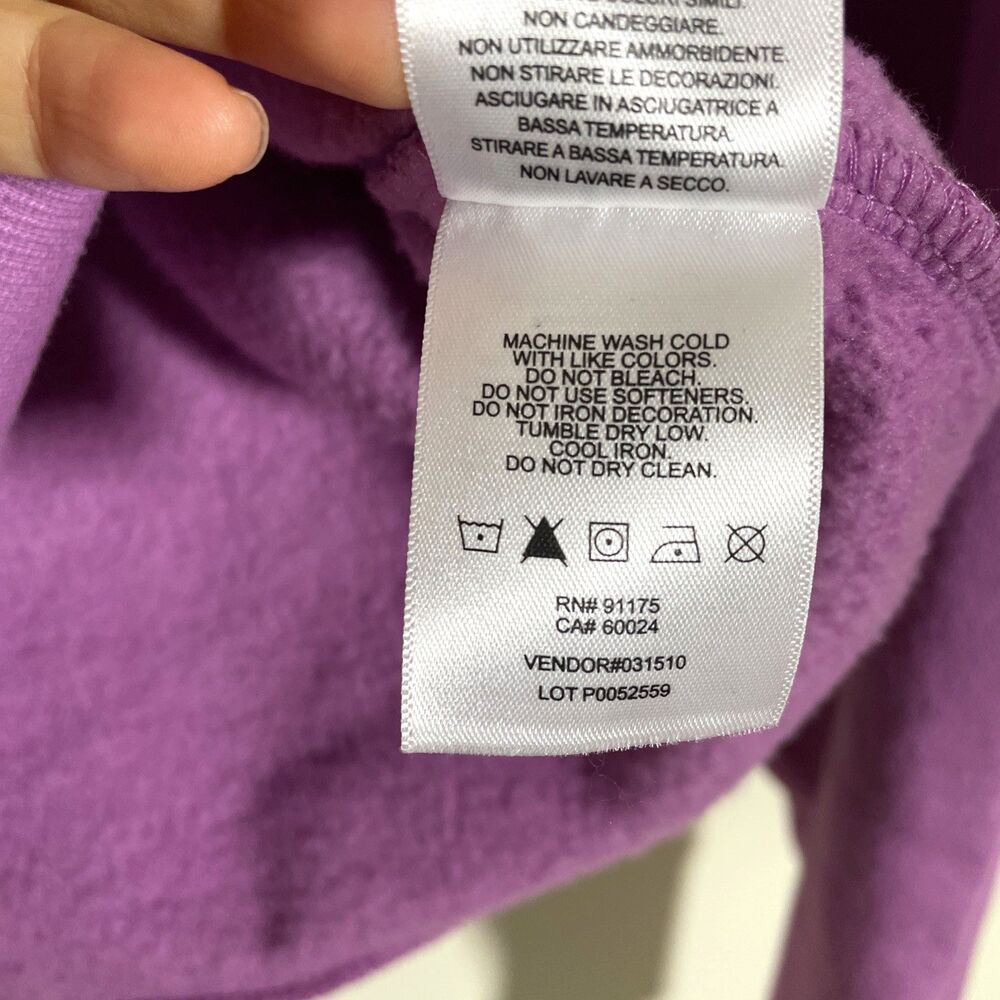 COLORI SIMILI.
NON CANDEGGIARE.
NON UTILIZZARE AMMORBIDENTE.
NON STIRARE LE DECORAZIONI.
ASCIUGARE IN ASCIUGATRICE A
BASSA TEMPERATURA.
STIRARE A BASSA TEMPERATURA.
NON LAVARE A SECCO.
MACHINE WASH COLD
WITH LIKE COLORS.
DO NOT BLEACH.
DO NOT USE SOFTENERS.
DO NOT IRON DECORATION.
TUMBLE DRY LOW.
COOL IRON.
DO NOT DRY CLEAN.
RN# 91175
CA# 60024
VENDOR#031510
LOT P0052559